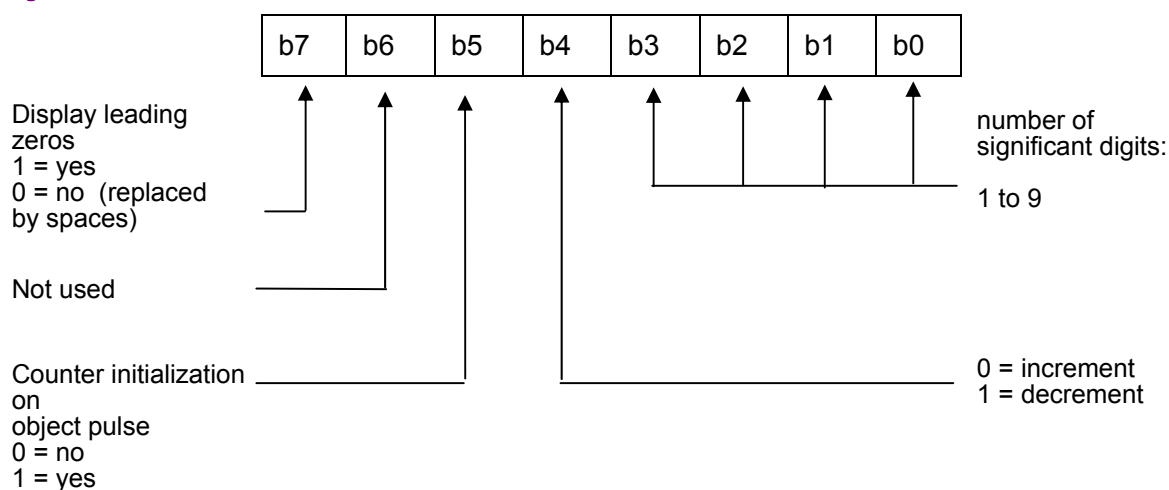 b7 b6 b5 b4 b3 b2 b1 b0
Display leading
zeros
1 = yes
0 = no (replaced
by spaces)
number of
significant digits:
1 to 9
Not used
Counter initialization
on
object pulse
0 = no
1 = yes
0 = increment
1 = decrement